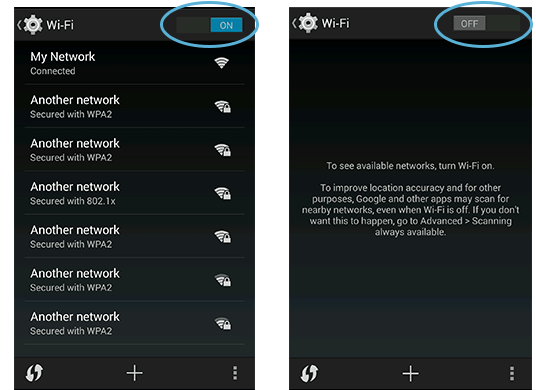 Wi-Fi
ON
My Network
Connected
Another network
Secured with WPA2
Another network
Secured with WPA2
Another network
Secured with 802.1x
Another network
Secured with WPA2
Another network
Secured with WPA2
Another network
Secured with WPA2
Wi-Fi
OFF
To see available networks, turn Wi-Fi on.
To improve location accuracy and for other
purposes, Google and other apps may scan for
nearby networks, even when Wi-Fi is off. If you don't
want this to happen, go to Advanced > Scanning
always available.